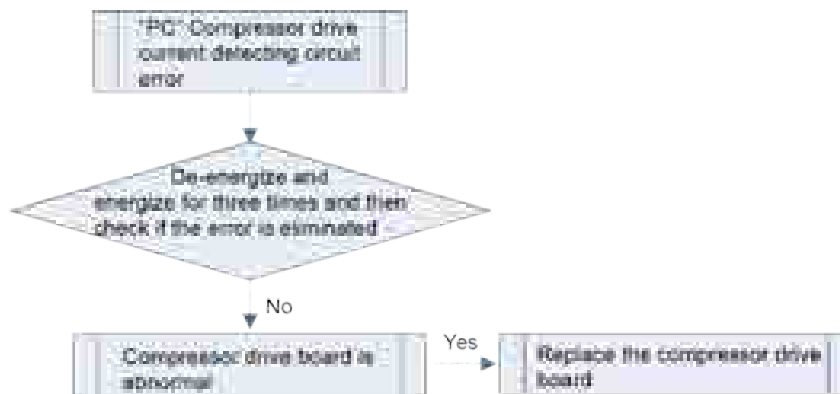 "PC" Compressor drive
current detecting circuit
error
De-energize and
energize for three times and then
check if the error is eliminated
No
Compressor drive board is
abnormal
Yes
Replace the compressor drive
board